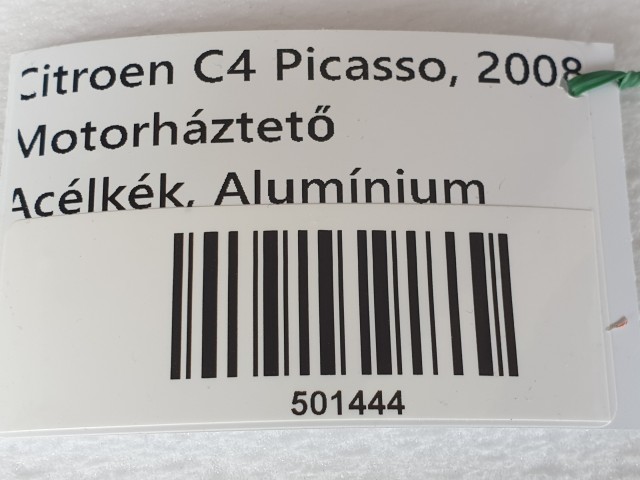 Citroen C4 Picasso, 2008
Motorháztető
Acélkék, Alumínium
501444